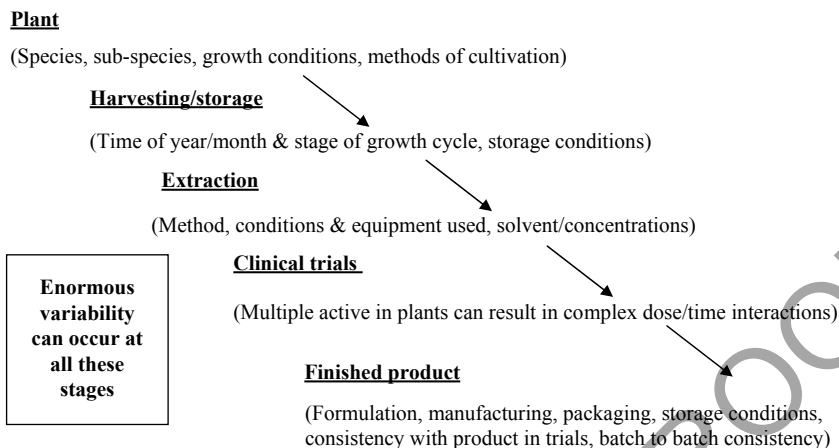 Plant
(Species, sub-species, growth conditions, methods of cultivation)
Harvesting/storage
(Time of year/month & stage of growth cycle, storage conditions)
Extraction
(Method, conditions & equipment used, solvent/concentrations)
Clinical trials
(Multiple active in plants can result in complex dose/time interactions)
Enormous
variability
can occur at
all these
stages
Finished product
(Formulation, manufacturing, packaging, storage conditions,
consistency with product in trials, batch to batch consistency)